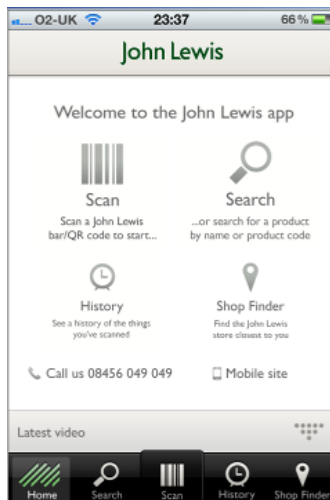 O2-UK 23:37 66 %
John Lewis
Welcome to the John Lewis app
Scan
Scan a John Lewis
bar/QR code to start...
Search
...or search for a product
by name or product code
History
See a history of the things
you've scanned
Shop Finder
Find the John Lewis
store closest to you
Call us 08456 049 049
Mobile site
Latest video
Home Search Scan History Shop Finder